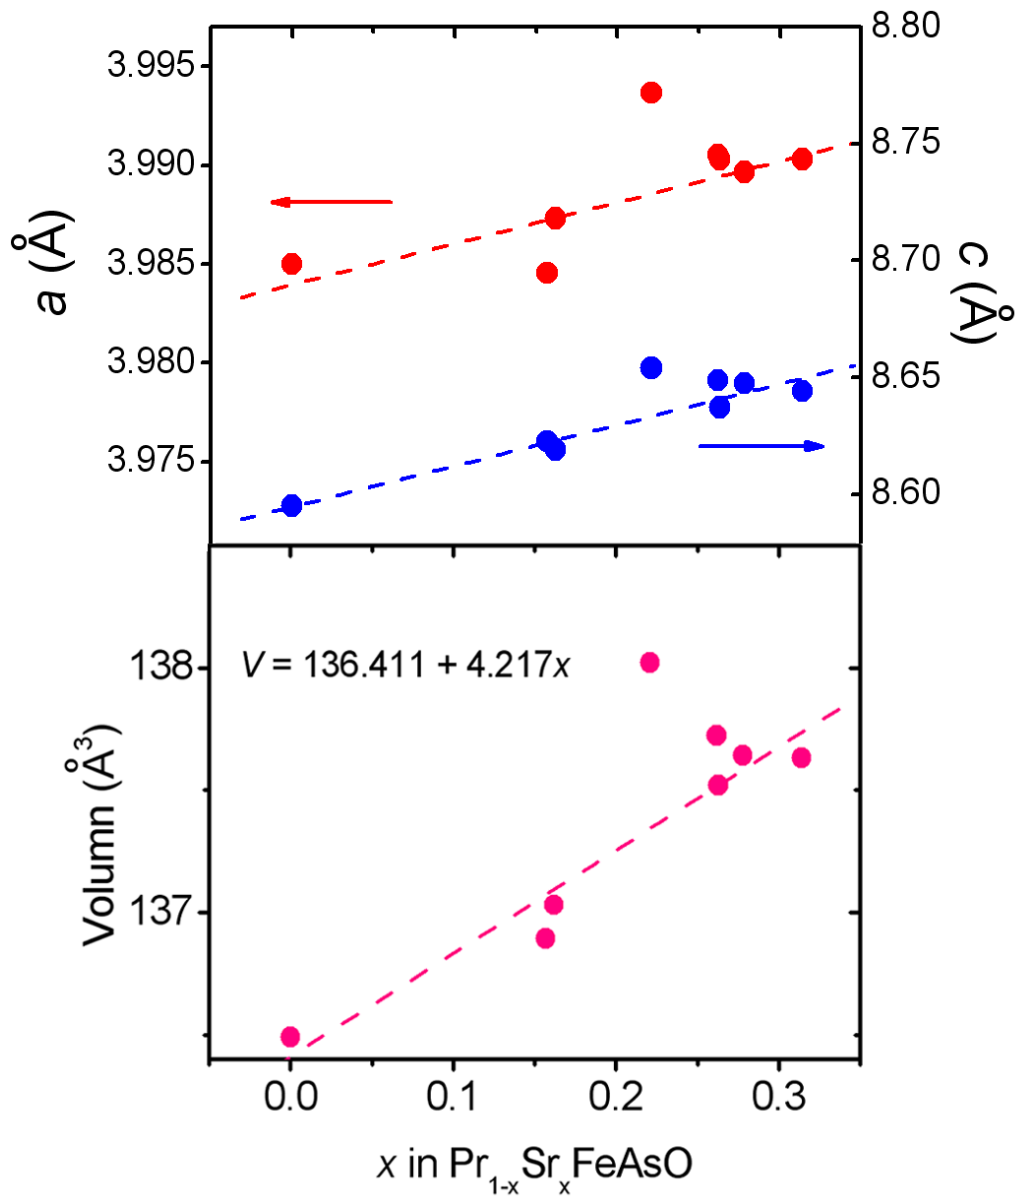 3.995
3.990
3.985
3.980
3.975
a (Å)
8.80
8.75
8.70
8.65
8.60
c (Å)
V = 136.411 + 4.217x
138
137
Volumn (Å³)
0.0 0.1 0.2 0.3
x in Pr₁₋ₓSrₓFeAsO